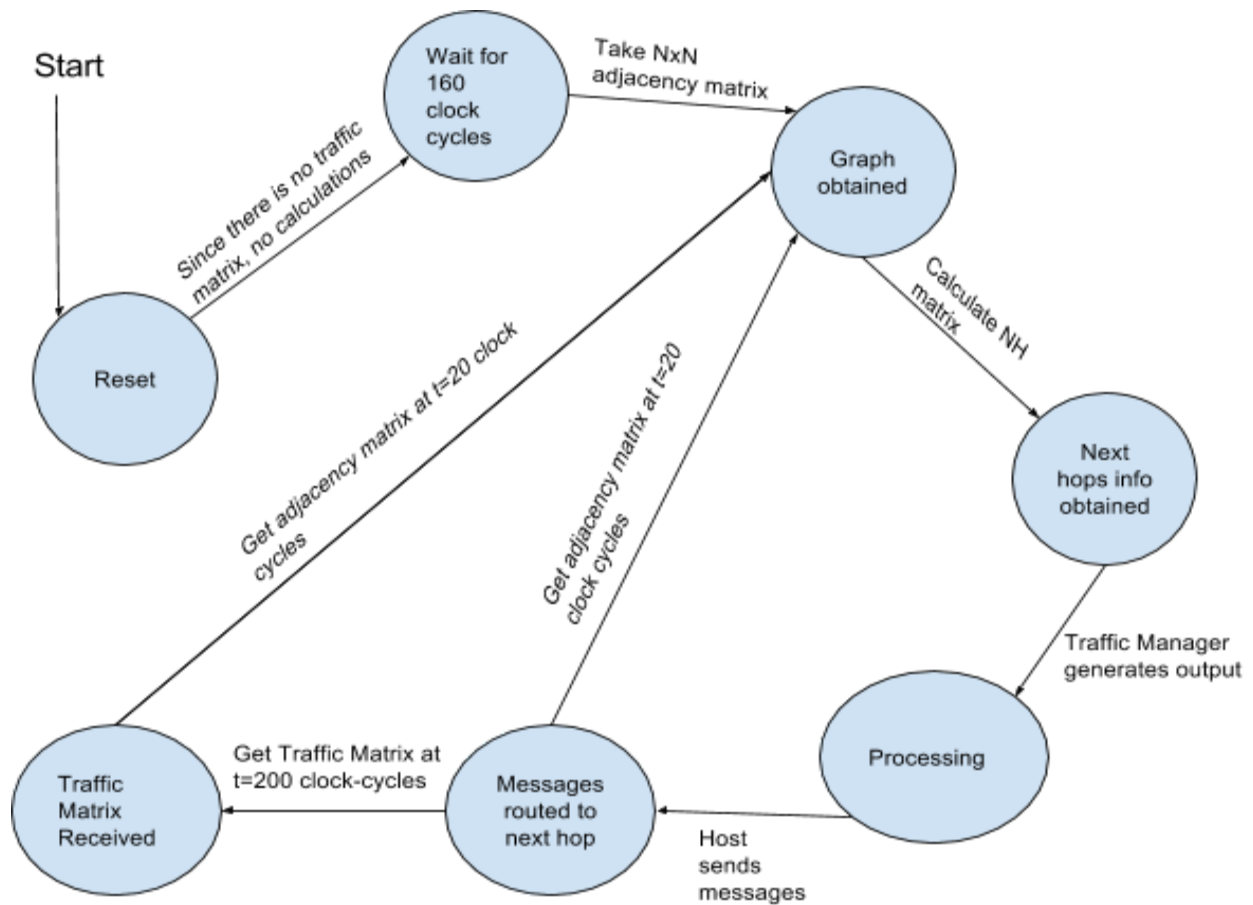 Start
Wait for
160
clock
cycles
Take NxN
adjacency matrix
Graph
obtained
Since there is no traffic
matrix, no calculations
Reset
Calculate NH
matrix
Get adjacency matrix at t=20 clock
cycles
Get adjacency matrix at t=20
clock cycles
Next
hops info
obtained
Traffic Manager
generates output
Processing
Host
sends
messages
Messages
routed to
next hop
Get Traffic Matrix at
t=200 clock-cycles
Traffic
Matrix
Received